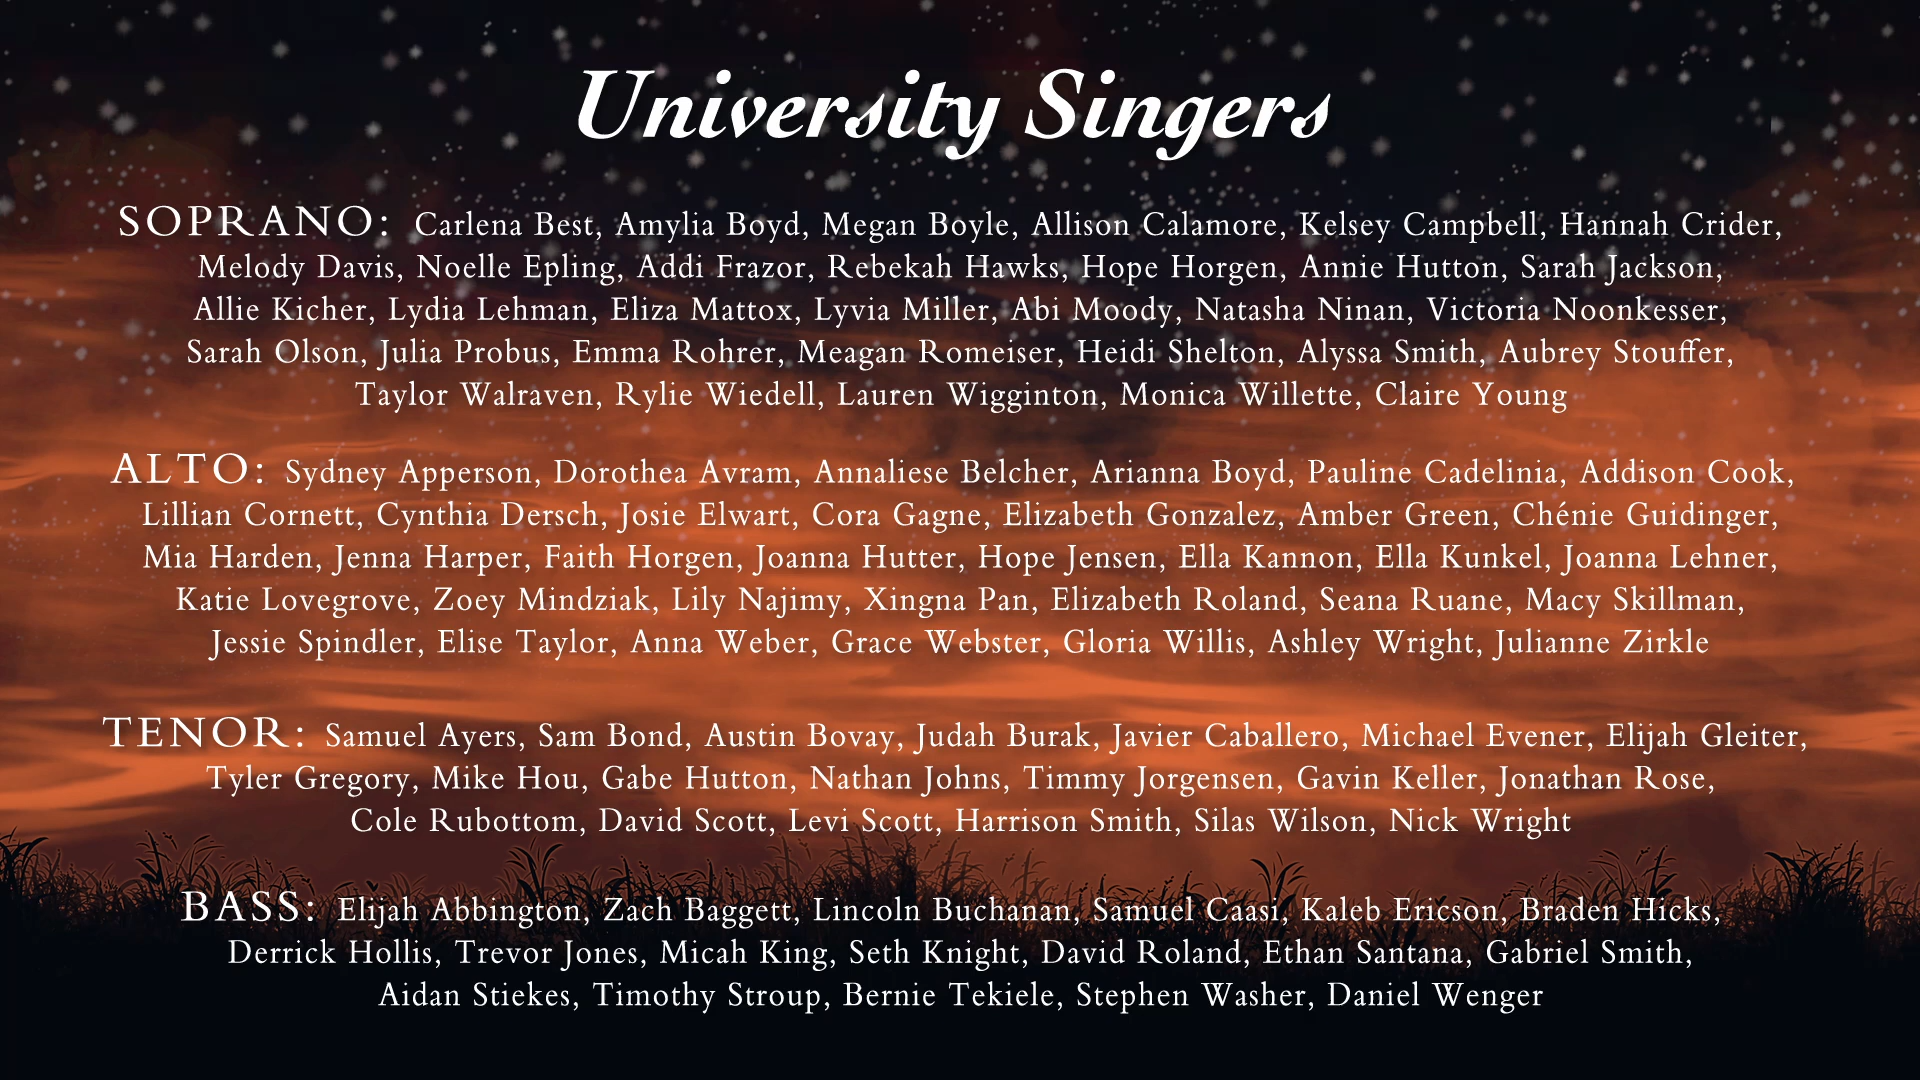 University Singers
SOPRANO: Carlena Best, Amylia Boyd, Megan Boyle, Allison Calamore, Kelsey Campbell, Hannah Crider,
Melody Davis, Noelle Epling, Addi Frazor, Rebekah Hawks, Hope Horgen, Annie Hutton, Sarah Jackson,
Allie Kicher, Lydia Lehman, Eliza Mattox, Lyvia Miller, Abi Moody, Natasha Ninan, Victoria Noonkesser,
Sarah Olson, Julia Probus, Emma Rohrer, Meagan Romeiser, Heidi Shelton, Alyssa Smith, Aubrey Stouffer,
Taylor Walraven, Rylie Wiedell, Lauren Wigginton, Monica Willette, Claire Young
ALTO: Sydney Apperson, Dorothea Avram, Annaliese Belcher, Arianna Boyd, Pauline Cadelinia, Addison Cook,
Lillian Cornett, Cynthia Dersch, Josie Elwart, Cora Gagne, Elizabeth Gonzalez, Amber Green, Chénie Guidinger,
Mia Harden, Jenna Harper, Faith Horgen, Joanna Hutter, Hope Jensen, Ella Kannon, Ella Kunkel, Joanna Lehner,
Katie Lovegrove, Zoey Mindziak, Lily Najimy, Xingna Pan, Elizabeth Roland, Seana Ruane, Macy Skillman,
Jessie Spindler, Elise Taylor, Anna Weber, Grace Webster, Gloria Willis, Ashley Wright, Julianne Zirkle
TENOR: Samuel Ayers, Sam Bond, Austin Bovay, Judah Burak, Javier Caballero, Michael Evener, Elijah Gleiter,
Tyler Gregory, Mike Hou, Gabe Hutton, Nathan Johns, Timmy Jorgensen, Gavin Keller, Jonathan Rose,
Cole Rubottom, David Scott, Levi Scott, Harrison Smith, Silas Wilson, Nick Wright
BASS: Elijah Abbington, Zach Baggett, Lincoln Buchanan, Samuel Caasi, Kaleb Ericson, Braden Hicks,
Derrick Hollis, Trevor Jones, Micah King, Seth Knight, David Roland, Ethan Santana, Gabriel Smith,
Aidan Stiekes, Timothy Stroup, Bernie Tekiele, Stephen Washer, Daniel Wenger